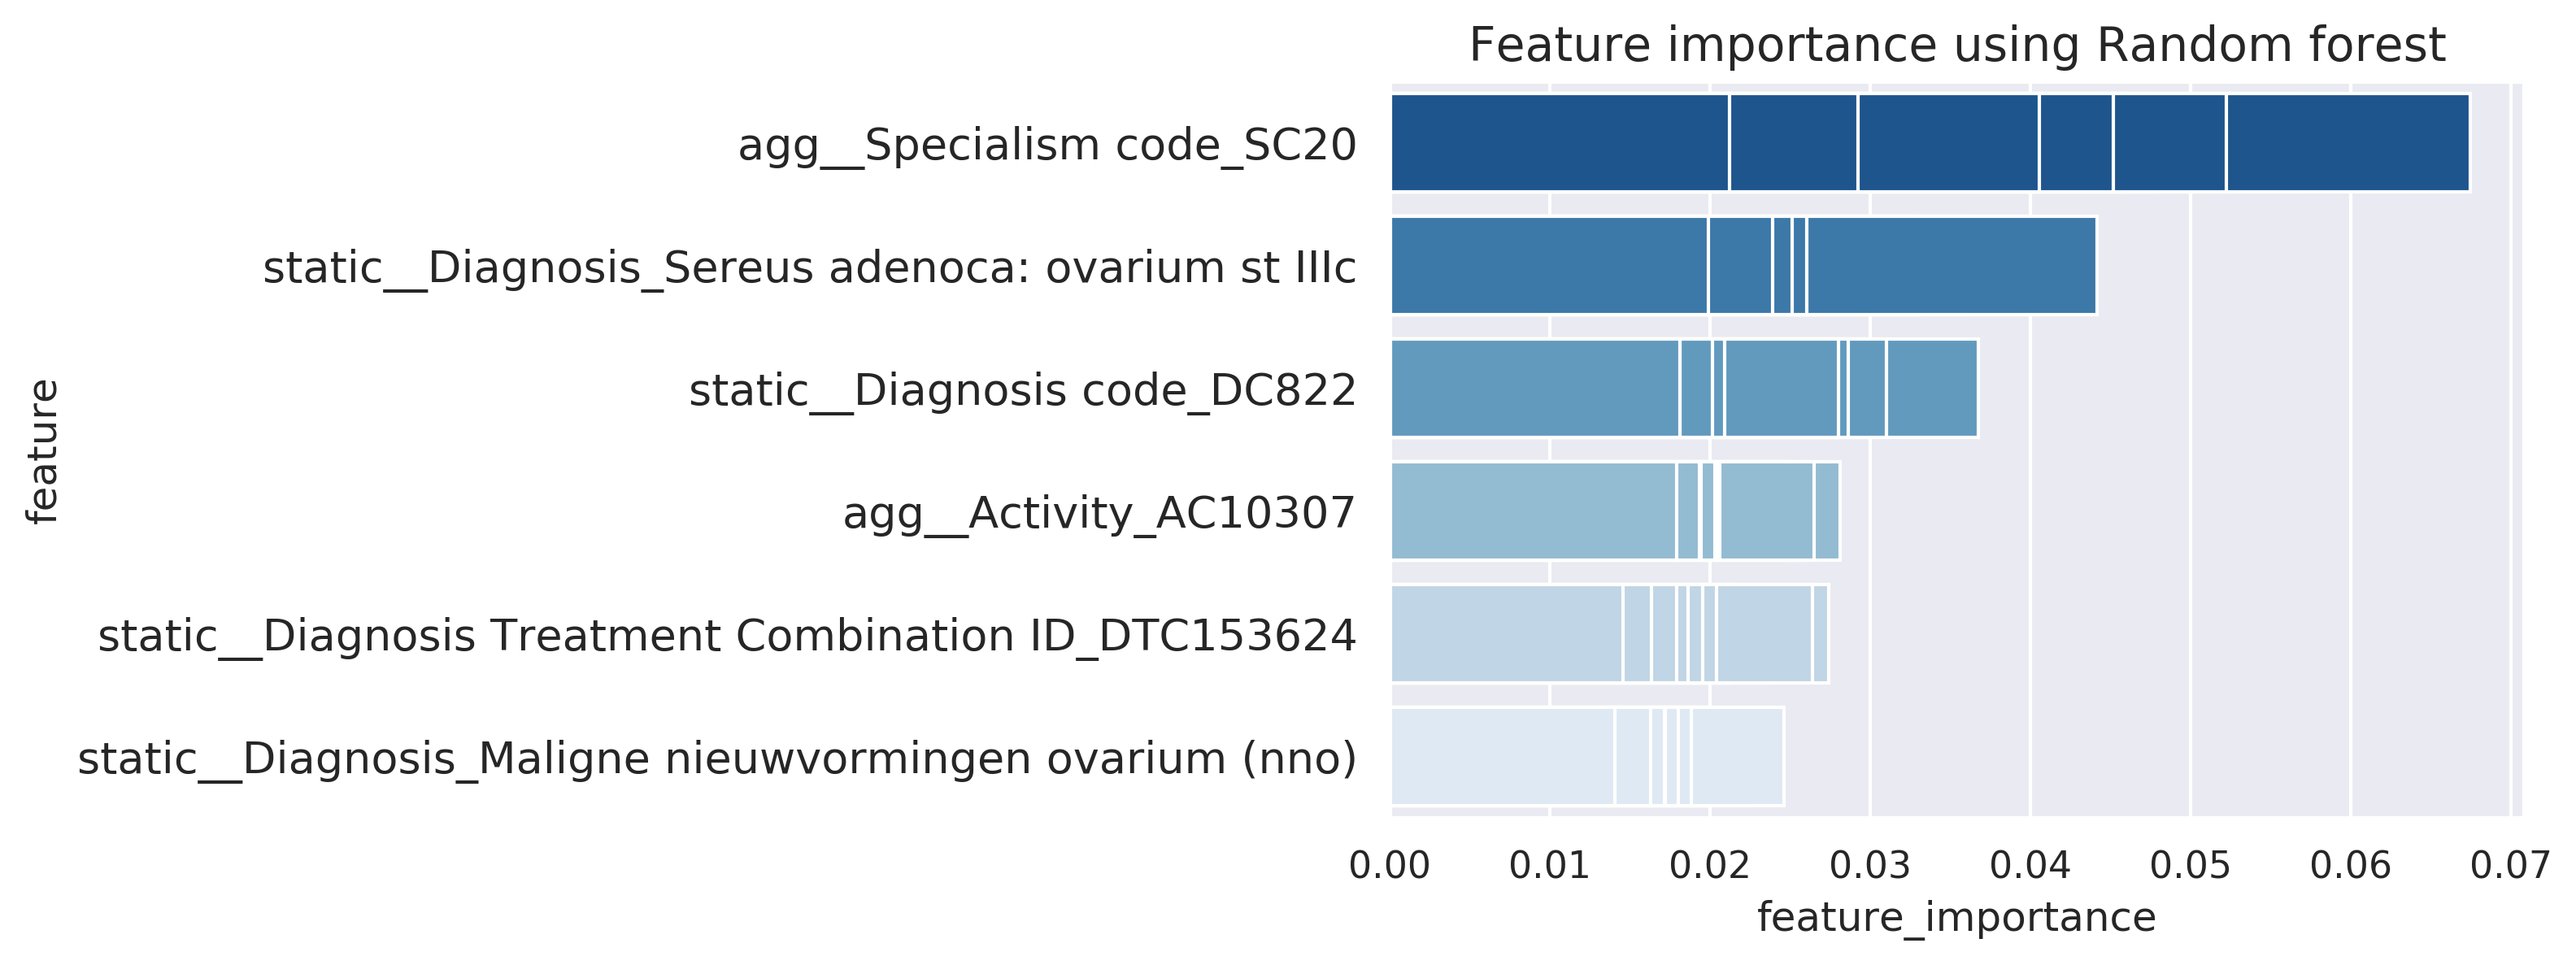 Feature importance using Random forest
feature
agg__Specialism code_SC20
static__Diagnosis_Sereus adenoca: ovarium st IIIc
static__Diagnosis code_DC822
agg__Activity_AC10307
static__Diagnosis Treatment Combination ID_DTC153624
static__Diagnosis_Maligne nieuwvormingen ovarium (nno)
0.00 0.01 0.02 0.03 0.04 0.05 0.06 0.07
feature_importance